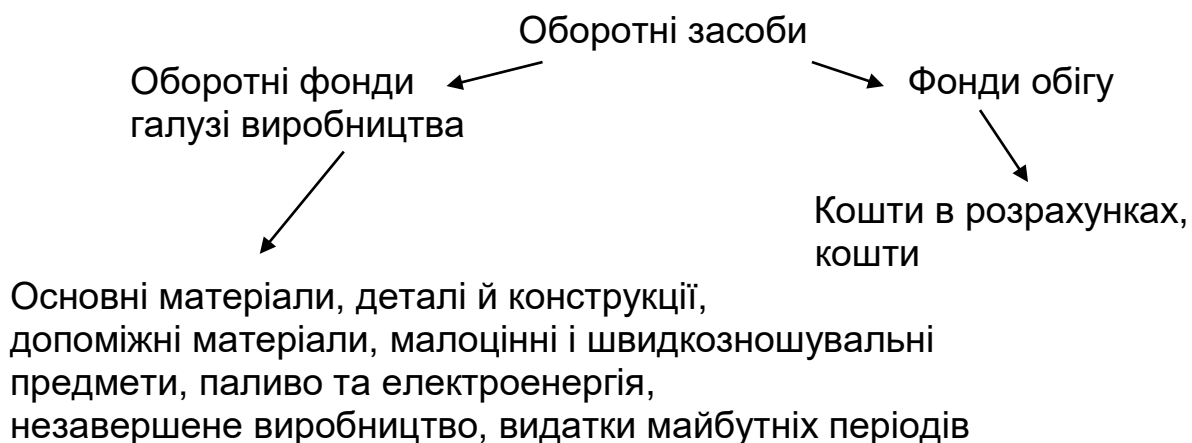 Оборотні засоби
Оборотні фонди
галузі виробництва
Фонди обігу
Кошти в розрахунках,
кошти
Основні матеріали, деталі й конструкції,
допоміжні матеріали, малоцінні і швидкозношувальні
предмети, паливо та електроенергія,
незавершене виробництво, видатки майбутніх періодів